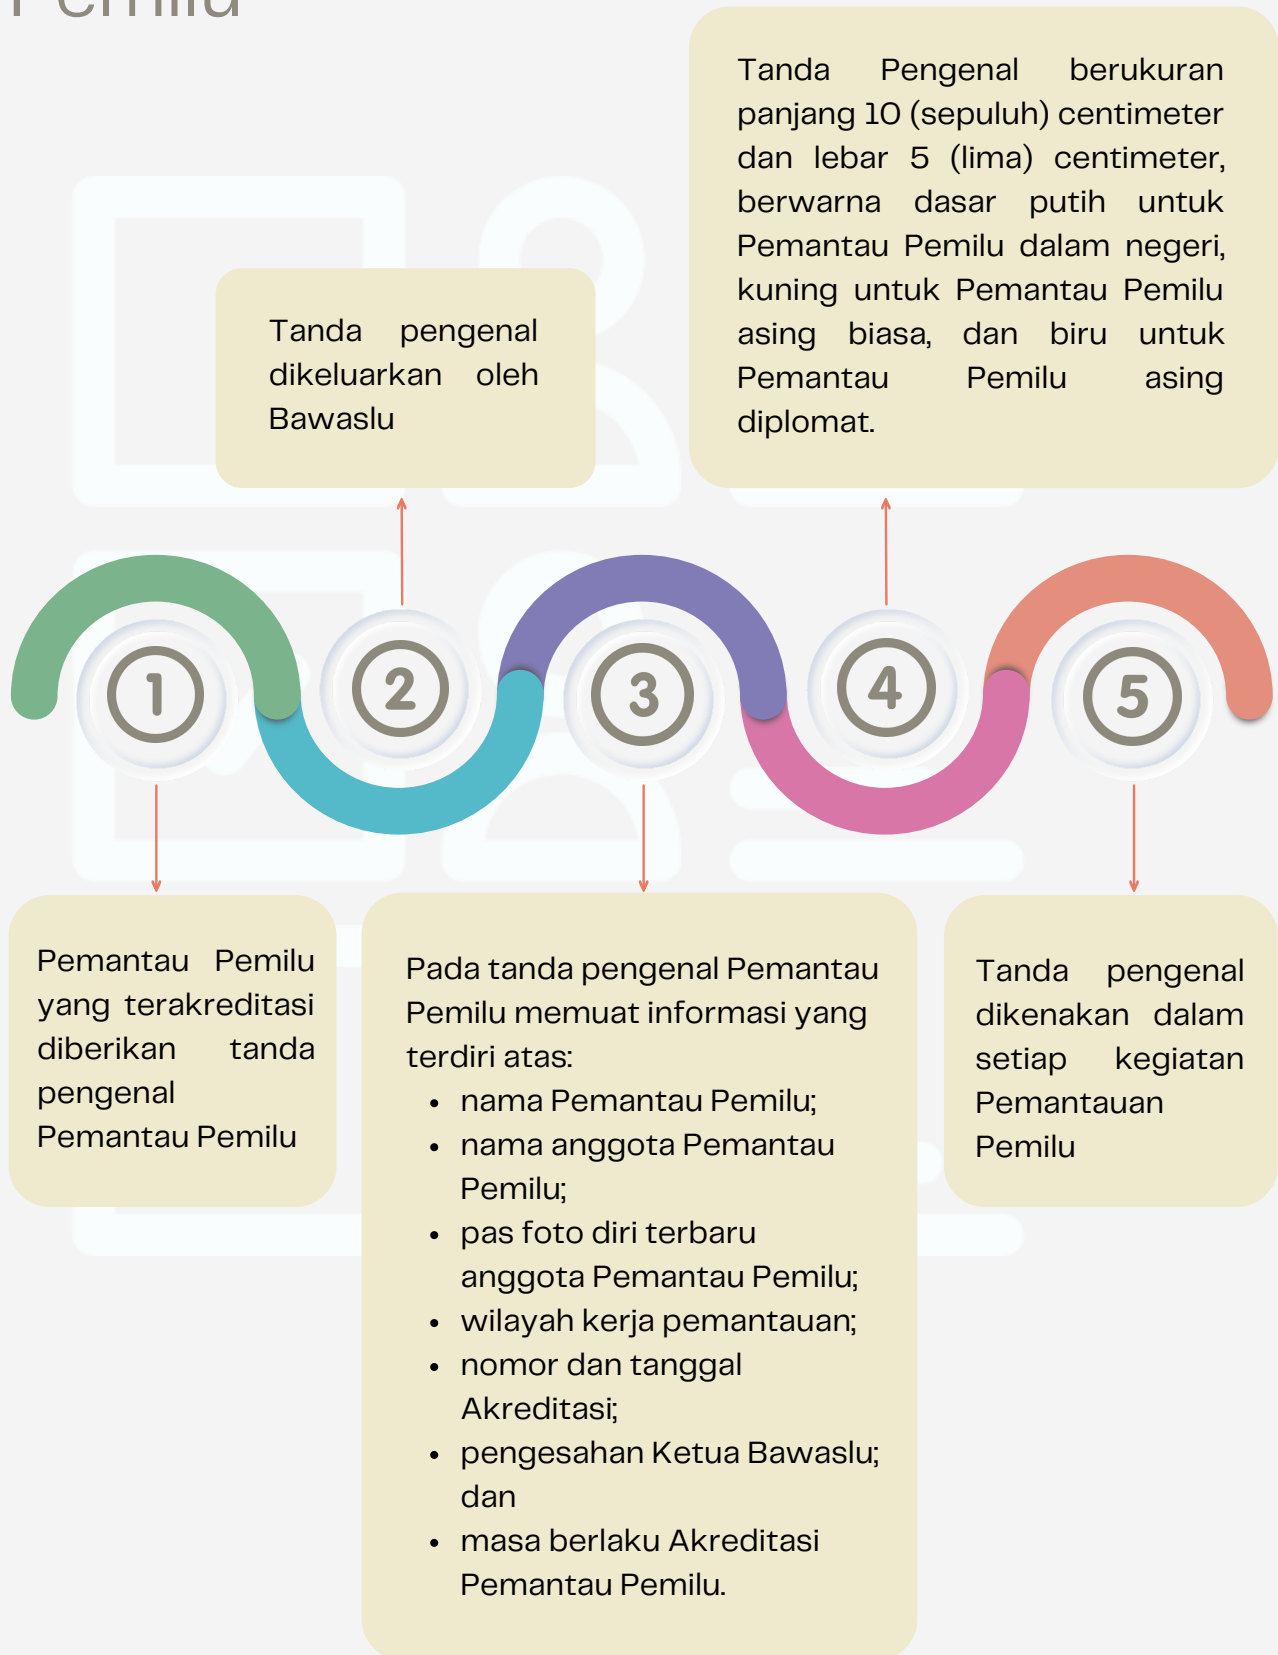 Pemilu
Tanda Pengenal berukuran
panjang 10 (sepuluh) centimeter
dan lebar 5 (lima) centimeter,
berwarna dasar putih untuk
Pemantau Pemilu dalam negeri,
kuning untuk Pemantau Pemilu
asing biasa, dan biru untuk
Pemantau Pemilu asing
diplomat.
Tanda pengenal
dikeluarkan oleh
Bawaslu
1
2
3
4
5
Pemantau Pemilu
yang terakreditasi
diberikan tanda
pengenal
Pemantau Pemilu
Pada tanda pengenal Pemantau
Pemilu memuat informasi yang
terdiri atas:
• nama Pemantau Pemilu;
• nama anggota Pemantau
Pemilu;
• pas foto diri terbaru
anggota Pemantau Pemilu;
• wilayah kerja pemantauan;
• nomor dan tanggal
Akreditasi;
• pengesahan Ketua Bawaslu;
dan
• masa berlaku Akreditasi
Pemantau Pemilu.
Tanda pengenal
dikenakan dalam
setiap kegiatan
Pemantauan
Pemilu